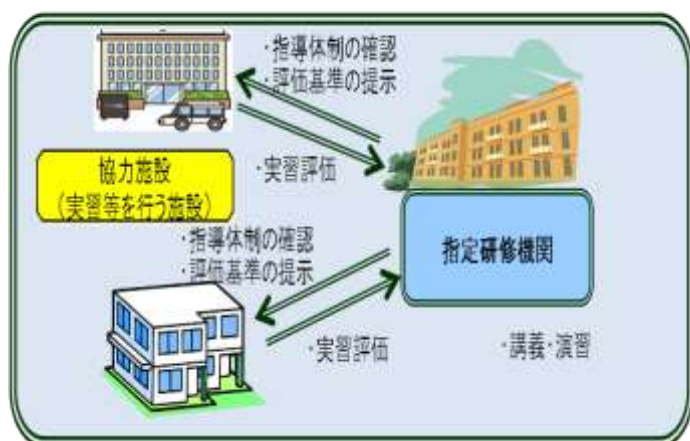 ・指導体制の確認
・評価基準の提示
・実習評価
協力施設
（実習等を行う施設）
・指導体制の確認
・評価基準の提示
指定研修機関
・実習評価
・講義・演習